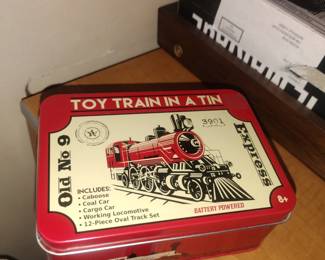 TOY TRAIN IN A TIN
3901
Old No 9
Express
INCLUDES:
• Caboose
• Coal Car
• Cargo Car
• Working Locomotive
• 12-Piece Oval Track Set
BATTERY POWERED
6+